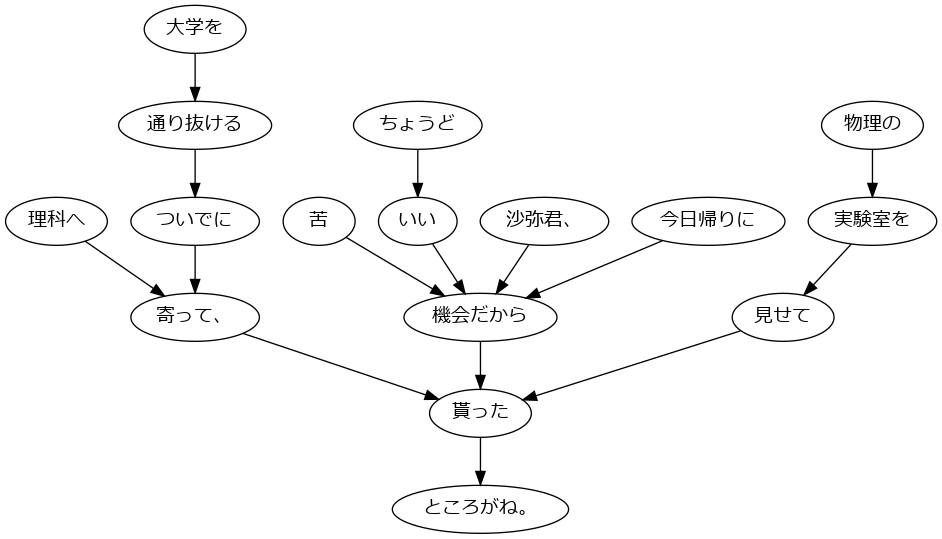 大学を
通り抜ける
ちょうど
物理の
理科へ
ついでに
苦
いい
沙弥君、
今日帰りに
実験室を
寄って、
機会だから
見せて
貰った
ところがね。